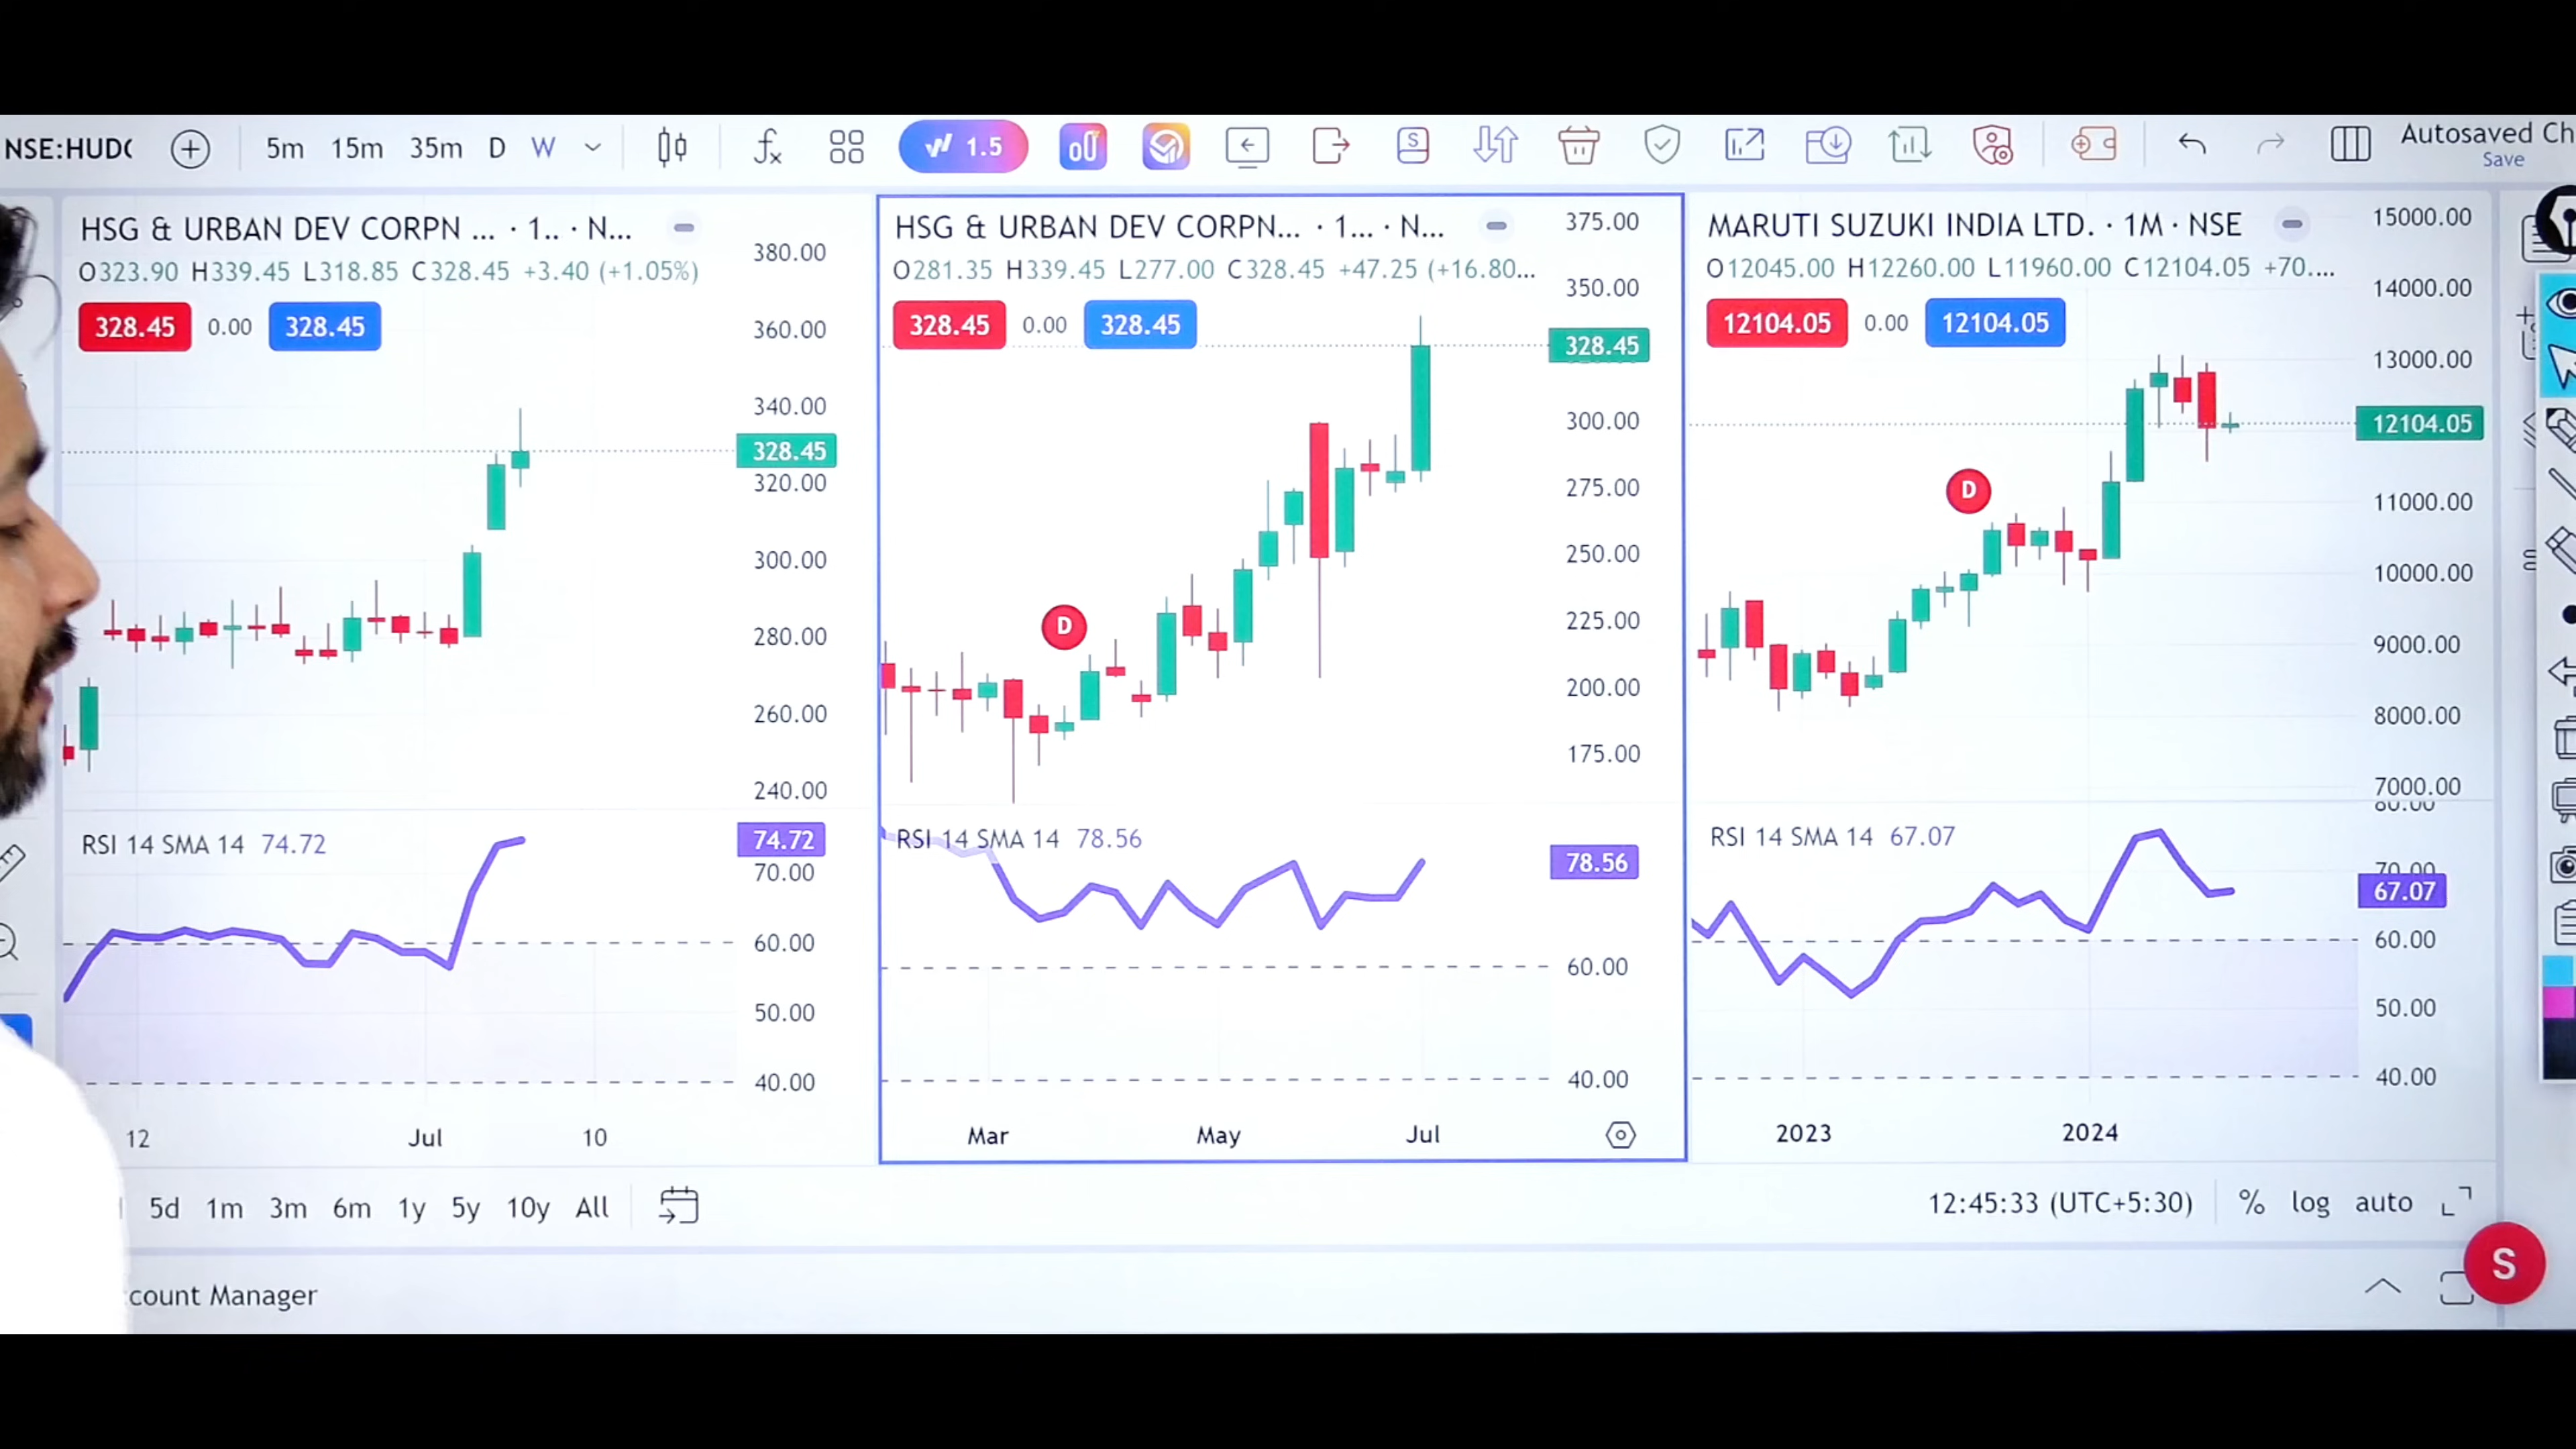 NSE:HUDC 5m 15m 35m D W 1.5 S Autosaved Ch
Save
HSG & URBAN DEV CORPN ... · 1.. · N...
O323.90 H339.45 L318.85 C328.45 +3.40 (+1.05%)
328.45 0.00 328.45
380.00
360.00
340.00
328.45
320.00
300.00
280.00
260.00
240.00
RSI 14 SMA 14 74.72
74.72
70.00
60.00
50.00
40.00
12 Jul 10
HSG & URBAN DEV CORPN... · 1... · N...
O281.35 H339.45 L277.00 C328.45 +47.25 (+16.80...
328.45 0.00 328.45
375.00
350.00
328.45
300.00
275.00
250.00
225.00
200.00
175.00
D
RSI 14 SMA 14 78.56
78.56
60.00
40.00
Mar May Jul
MARUTI SUZUKI INDIA LTD. · 1M · NSE
O12045.00 H12260.00 L11960.00 C12104.05 +70....
12104.05 0.00 12104.05
15000.00
14000.00
13000.00
12104.05
11000.00
10000.00
9000.00
8000.00
7000.00
D
RSI 14 SMA 14 67.07
80.00
70.00
67.07
60.00
50.00
40.00
2023 2024
5d 1m 3m 6m 1y 5y 10y All
12:45:33 (UTC+5:30) % log auto
count Manager
S